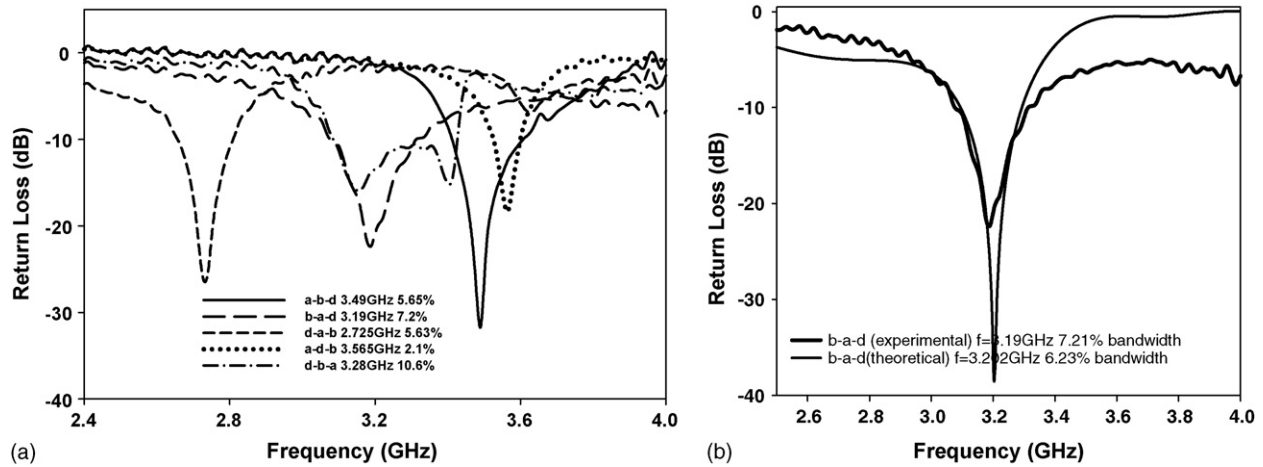 0
-10
-20
-30
-40
Return Loss (dB)
a-b-d 3.49GHz 5.65%
b-a-d 3.19GHz 7.2%
d-a-b 2.725GHz 5.63%
a-d-b 3.565GHz 2.1%
d-b-a 3.28GHz 10.6%
2.4 2.8 3.2 3.6 4.0
Frequency (GHz)
(a)
0
-10
-20
-30
-40
Return Loss (dB)
b-a-d (experimental) f=3.19GHz 7.21% bandwidth
b-a-d(theoretical) f=3.202GHz 6.23% bandwidth
2.6 2.8 3.0 3.2 3.4 3.6 3.8 4.0
Frequency (GHz)
(b)